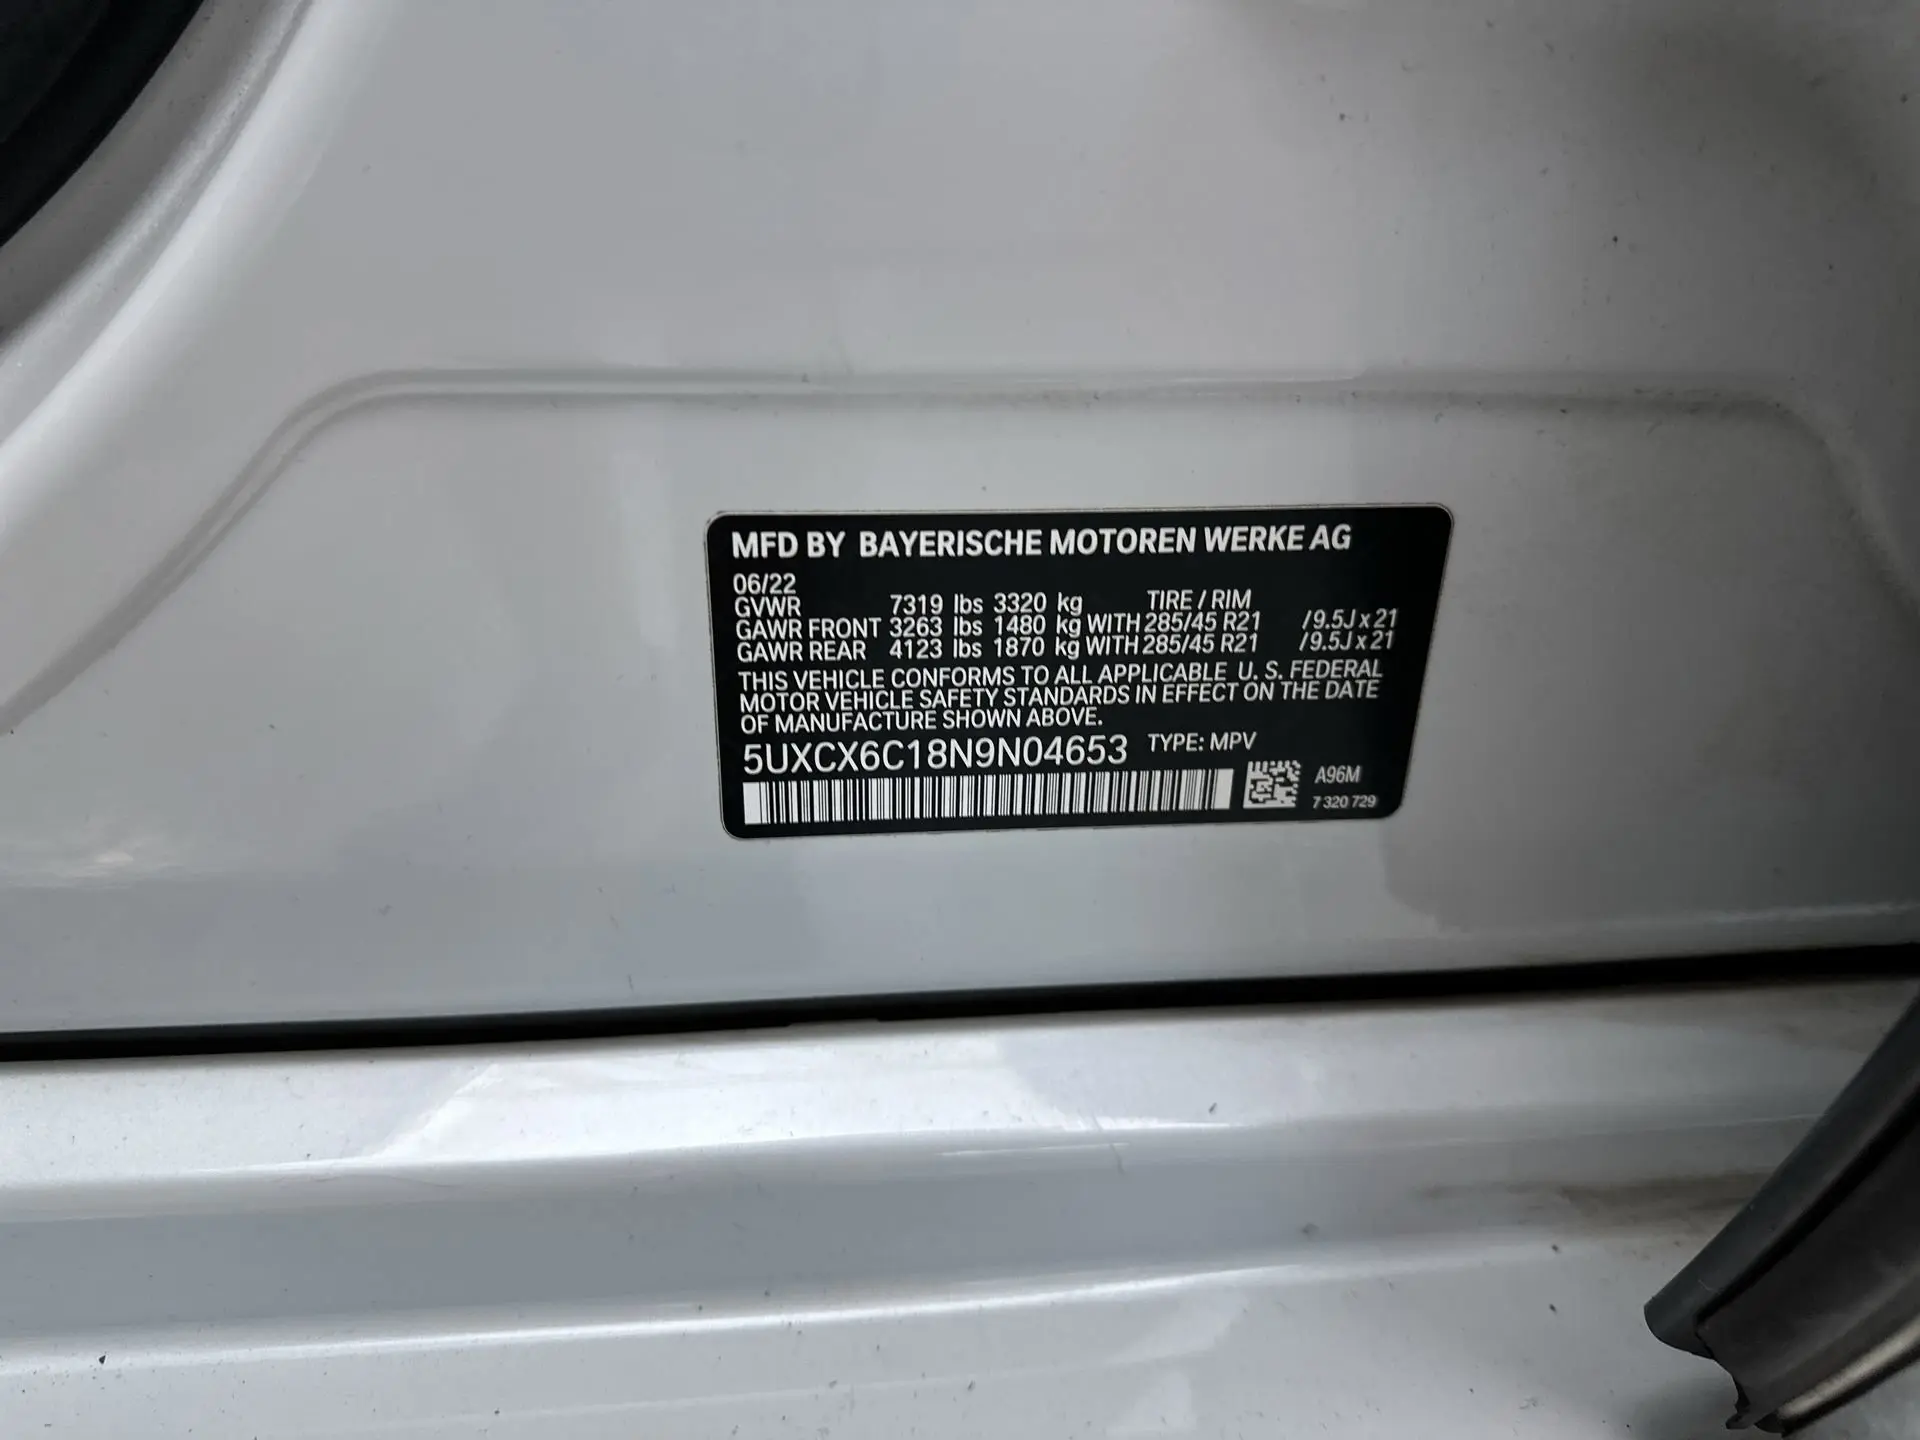 MFD BY BAYERISCHE MOTOREN WERKE AG
06/22
GVWR 7319 lbs 3320 kg TIRE / RIM
GAWR FRONT 3263 lbs 1480 kg WITH 285/45 R21 /9.5J x 21
GAWR REAR 4123 lbs 1870 kg WITH 285/45 R21 /9.5J x 21
THIS VEHICLE CONFORMS TO ALL APPLICABLE U. S. FEDERAL
MOTOR VEHICLE SAFETY STANDARDS IN EFFECT ON THE DATE
OF MANUFACTURE SHOWN ABOVE.
5UXCX6C18N9N04653 TYPE: MPV
A96M
7 320 729